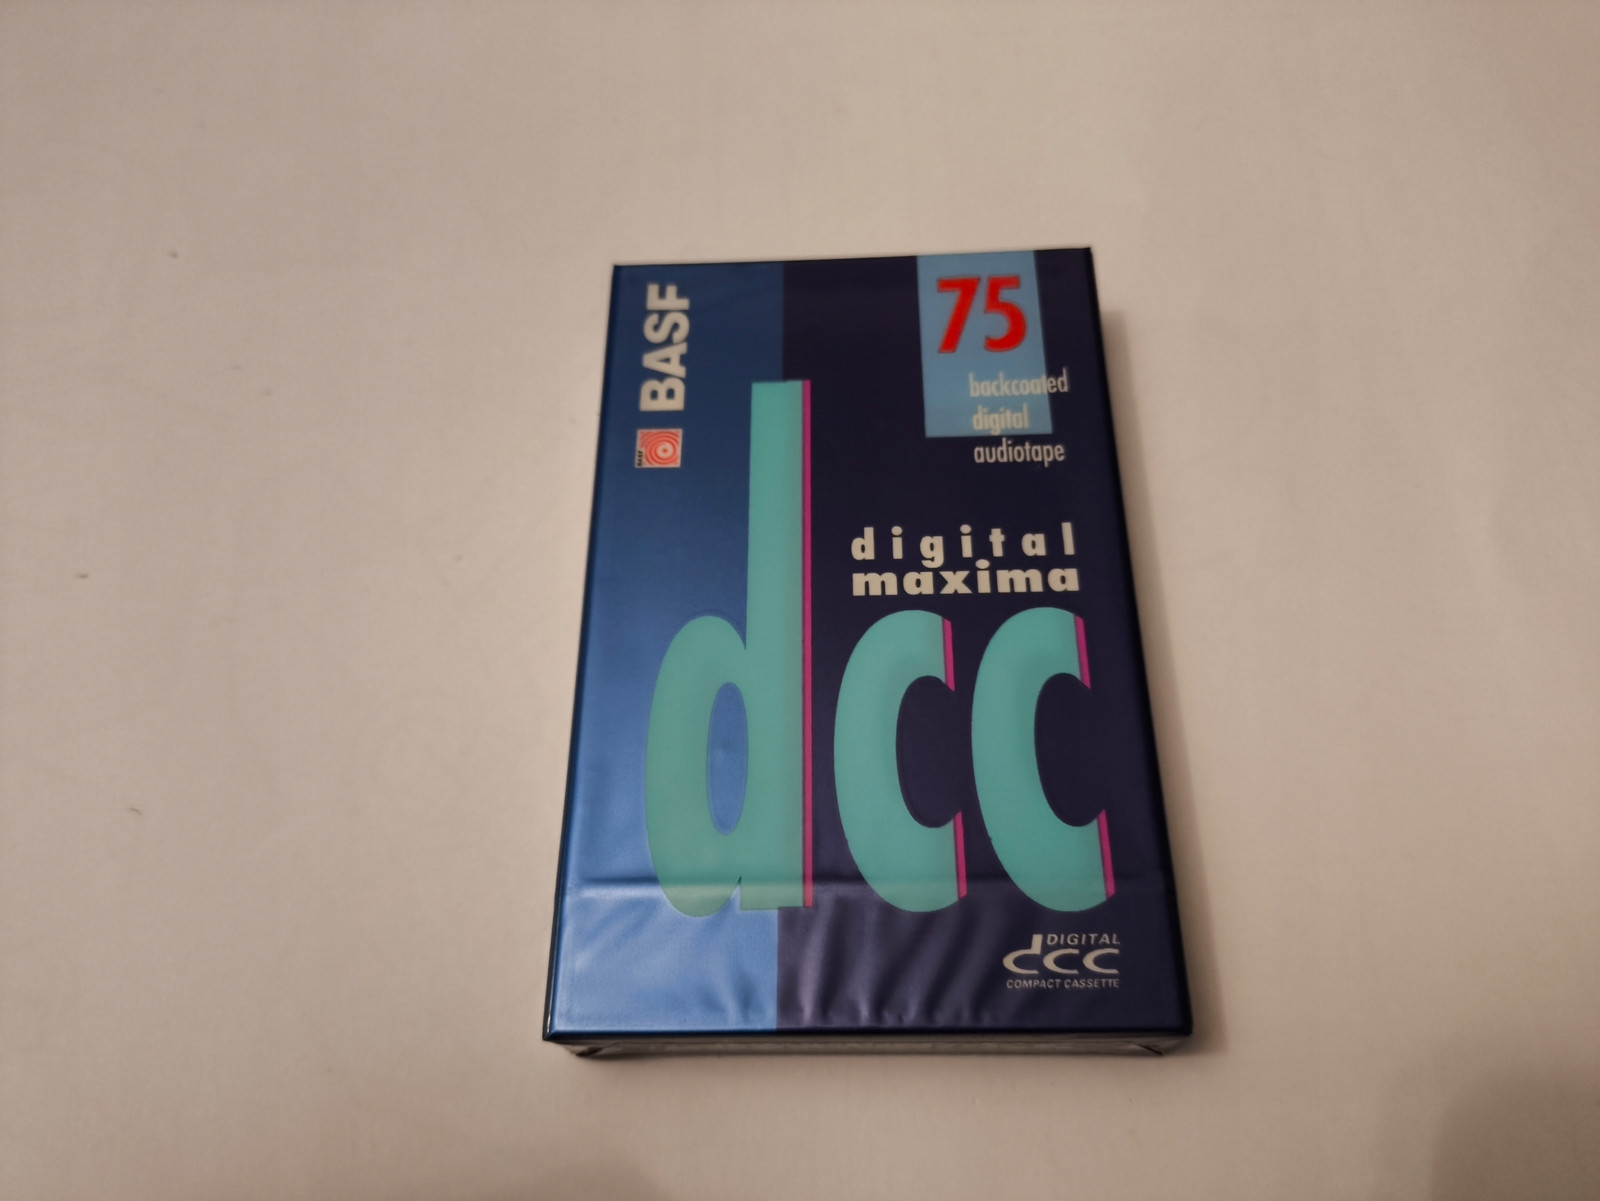 BASF
75
backcoated
digital
audiotape
digital
maxima
dcc
DIGITAL
dcc
COMPACT CASSETTE